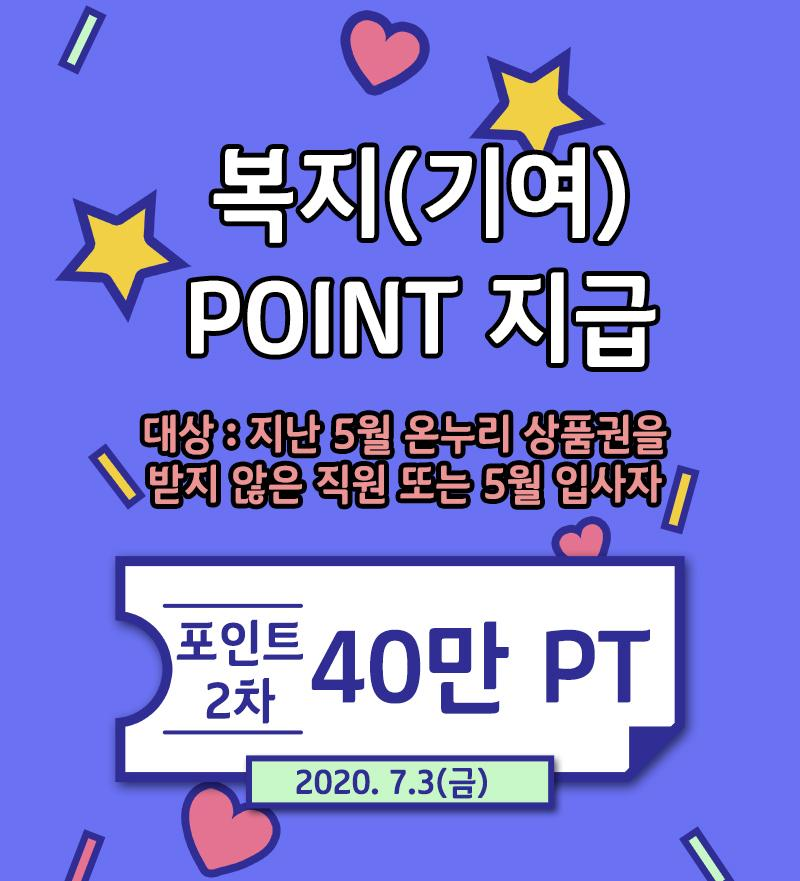 복지(기여)
POINT 지급
대상 : 지난 5월 온누리 상품권을
받지 않은 직원 또는 5월 입사자
포인트
2차
40만 PT
2020. 7.3(금)